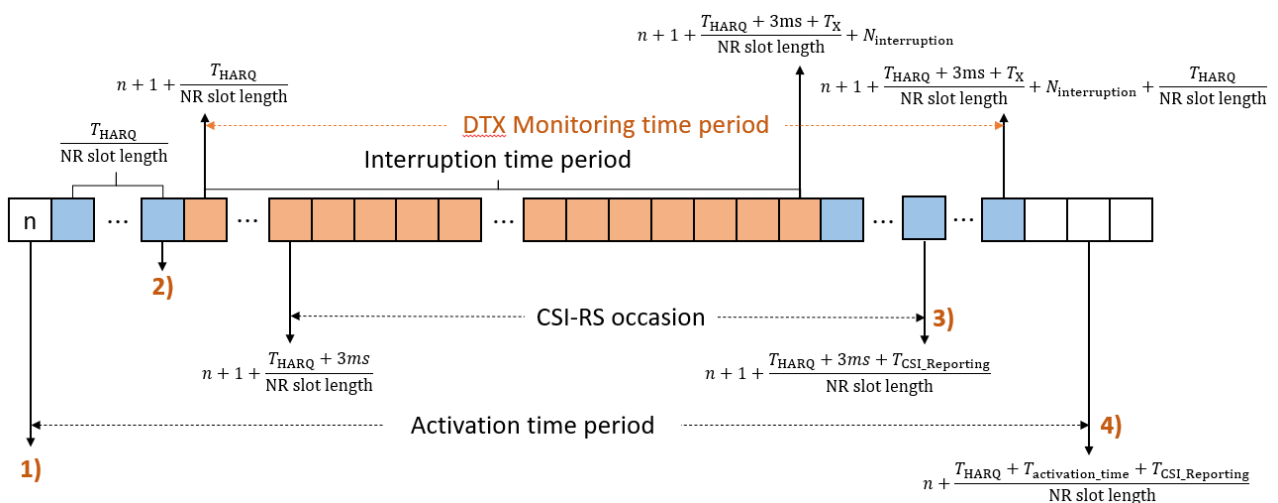 n + 1 + (T_HARQ + 3ms + T_X)/(NR slot length) + N_interruption
n + 1 + T_HARQ/(NR slot length)
n + 1 + (T_HARQ + 3ms + T_X)/(NR slot length) + N_interruption + T_HARQ/(NR slot length)
DTX Monitoring time period
T_HARQ/(NR slot length)
Interruption time period
n ... ... ... ... ...
2)
CSI-RS occasion
3)
n + 1 + (T_HARQ + 3ms)/(NR slot length)
n + 1 + (T_HARQ + 3ms + T_CSI_Reporting)/(NR slot length)
Activation time period
4)
1)
n + (T_HARQ + T_activation_time + T_CSI_Reporting)/(NR slot length)